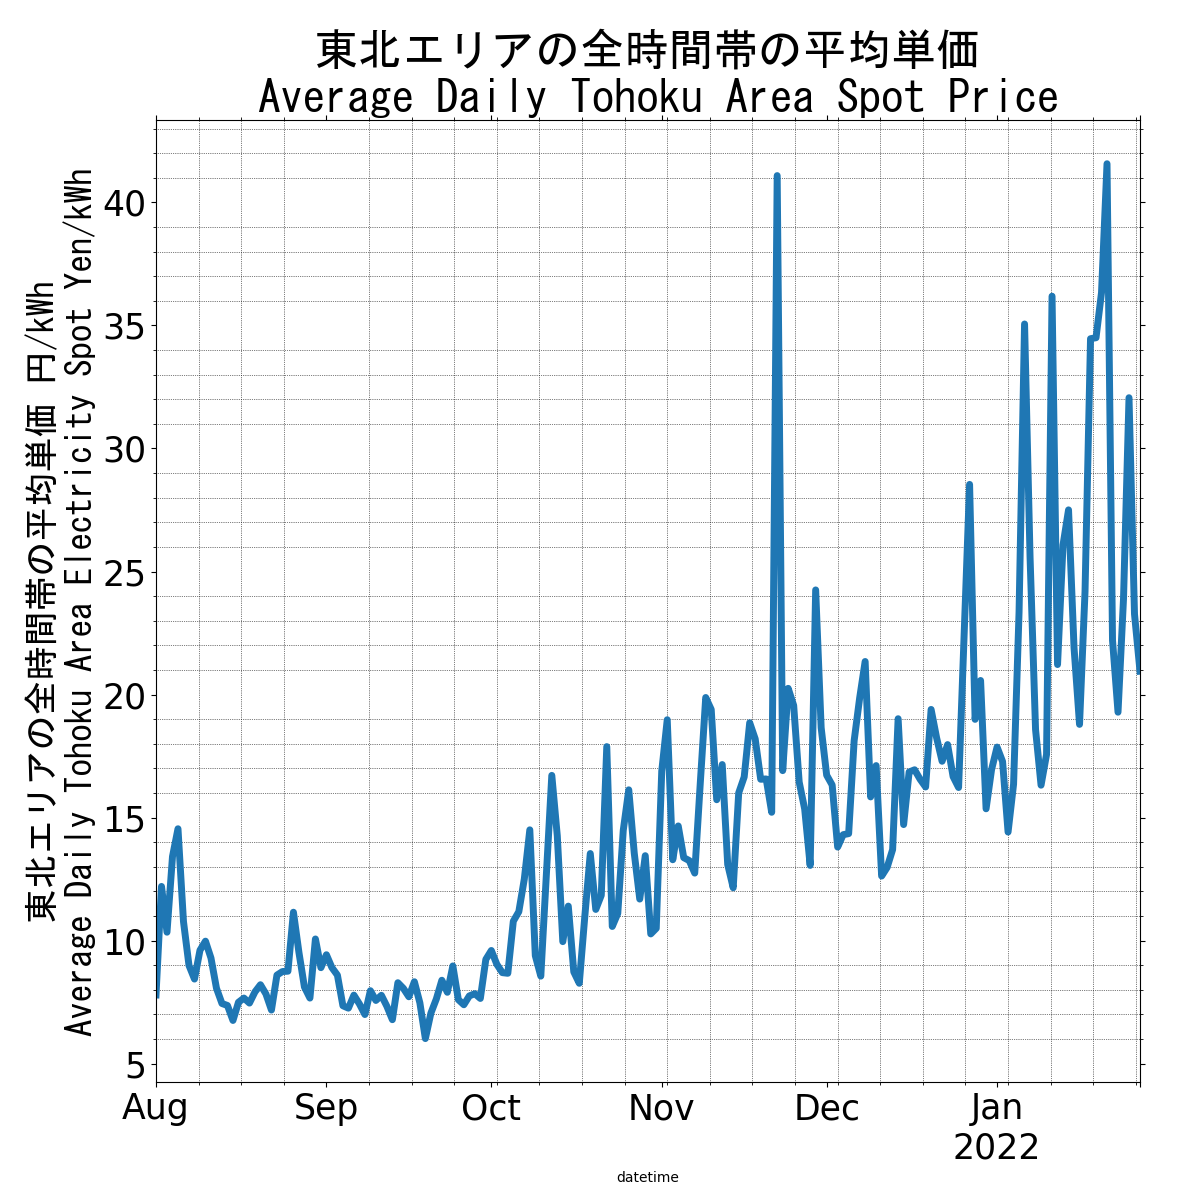 東北エリアの全時間帯の平均単価
Average Daily Tohoku Area Spot Price
東北エリアの全時間帯の平均単価 円/kWh
Average Daily Tohoku Area Electricity Spot Yen/kWh
40
35
30
25
20
15
10
5
Aug
Sep
Oct
Nov
Dec
Jan
2022
datetime